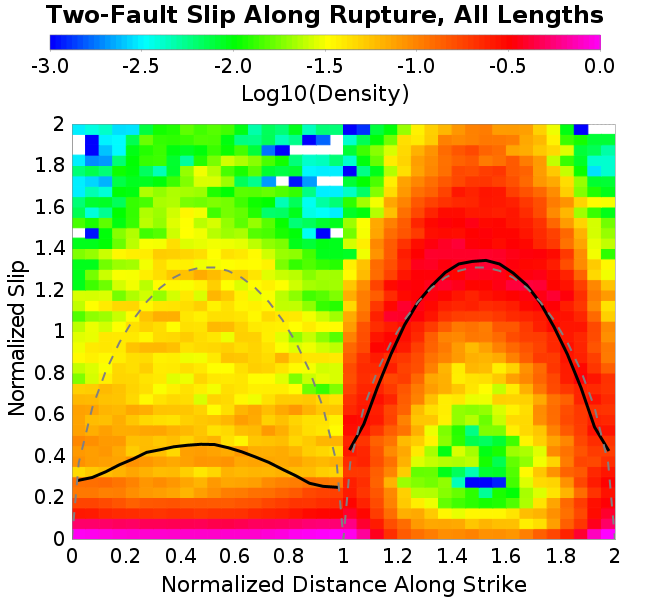 Two-Fault Slip Along Rupture, All Lengths
-3.0 -2.5 -2.0 -1.5 -1.0 -0.5 0.0
Log10(Density)
2
1.8
1.6
1.4
1.2
1
0.8
0.6
0.4
0.2
0
Normalized Slip
0 0.2 0.4 0.6 0.8 1 1.2 1.4 1.6 1.8 2
Normalized Distance Along Strike